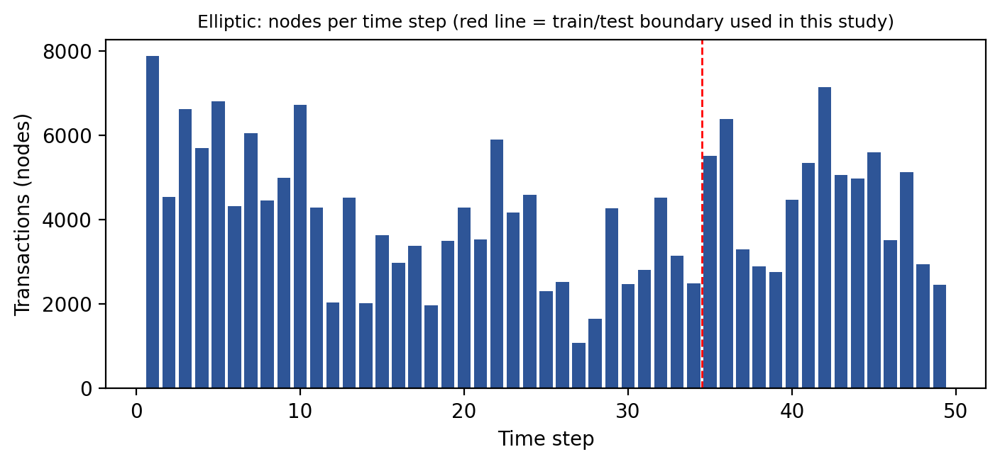 Elliptic: nodes per time step (red line = train/test boundary used in this study)
Transactions (nodes)
8000
6000
4000
2000
0
0 10 20 30 40 50
Time step